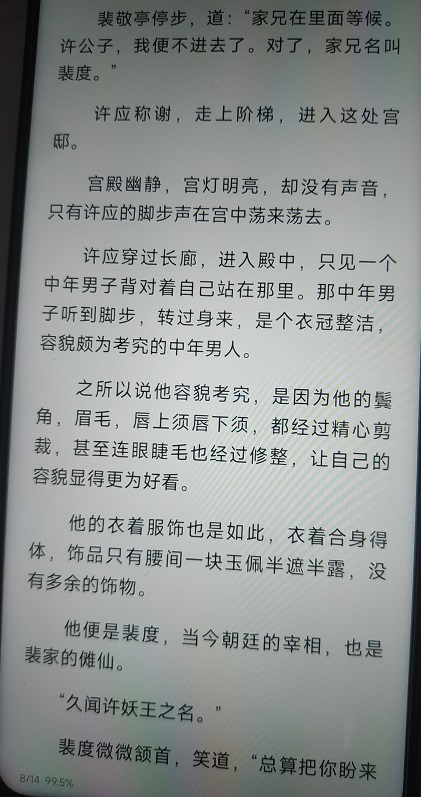 裴敬亭停步，道：“家兄在里面等候。
许公子，我便不进去了。对了，家兄名叫
裴度。”
许应称谢，走上阶梯，进入这处宫
邸。
宫殿幽静，宫灯明亮，却没有声音，
只有许应的脚步声在宫中荡来荡去。
许应穿过长廊，进入殿中，只见一个
中年男子背对着自己站在那里。那中年男
子听到脚步，转过身来，是个衣冠整洁，
容貌颇为考究的中年男人。
之所以说他容貌考究，是因为他的鬓
角，眉毛，唇上须唇下须，都经过精心剪
裁，甚至连眼睫毛也经过修整，让自己的
容貌显得更为好看。
他的衣着服饰也是如此，衣着合身得
体，饰品只有腰间一块玉佩半遮半露，没
有多余的饰物。
他便是裴度，当今朝廷的宰相，也是
裴家的傩仙。
“久闻许妖王之名。”
裴度微微颔首，笑道，“总算把你盼来
8/14 99.5%